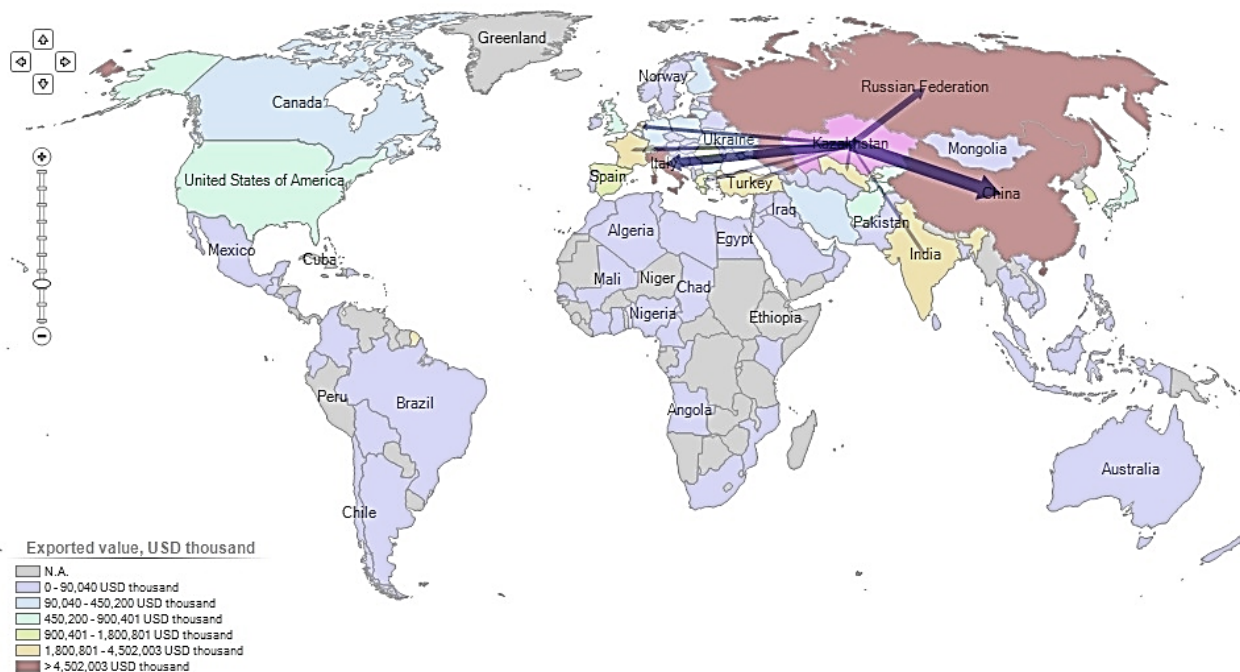 Greenland
Norway
Russian Federation
Canada
Ukraine
Kazakhstan
Mongolia
Italy
Spain
United States of America
Turkey
China
Iraq
Pakistan
Algeria
Egypt
Mexico
India
Cuba
Mali
Niger
Chad
Nigeria
Ethiopia
Peru
Brazil
Angola
Australia
Chile
Exported value, USD thousand
N.A.
0 - 90,040 USD thousand
90,040 - 450,200 USD thousand
450,200 - 900,401 USD thousand
900,401 - 1,800,801 USD thousand
1,800,801 - 4,502,003 USD thousand
> 4,502,003 USD thousand